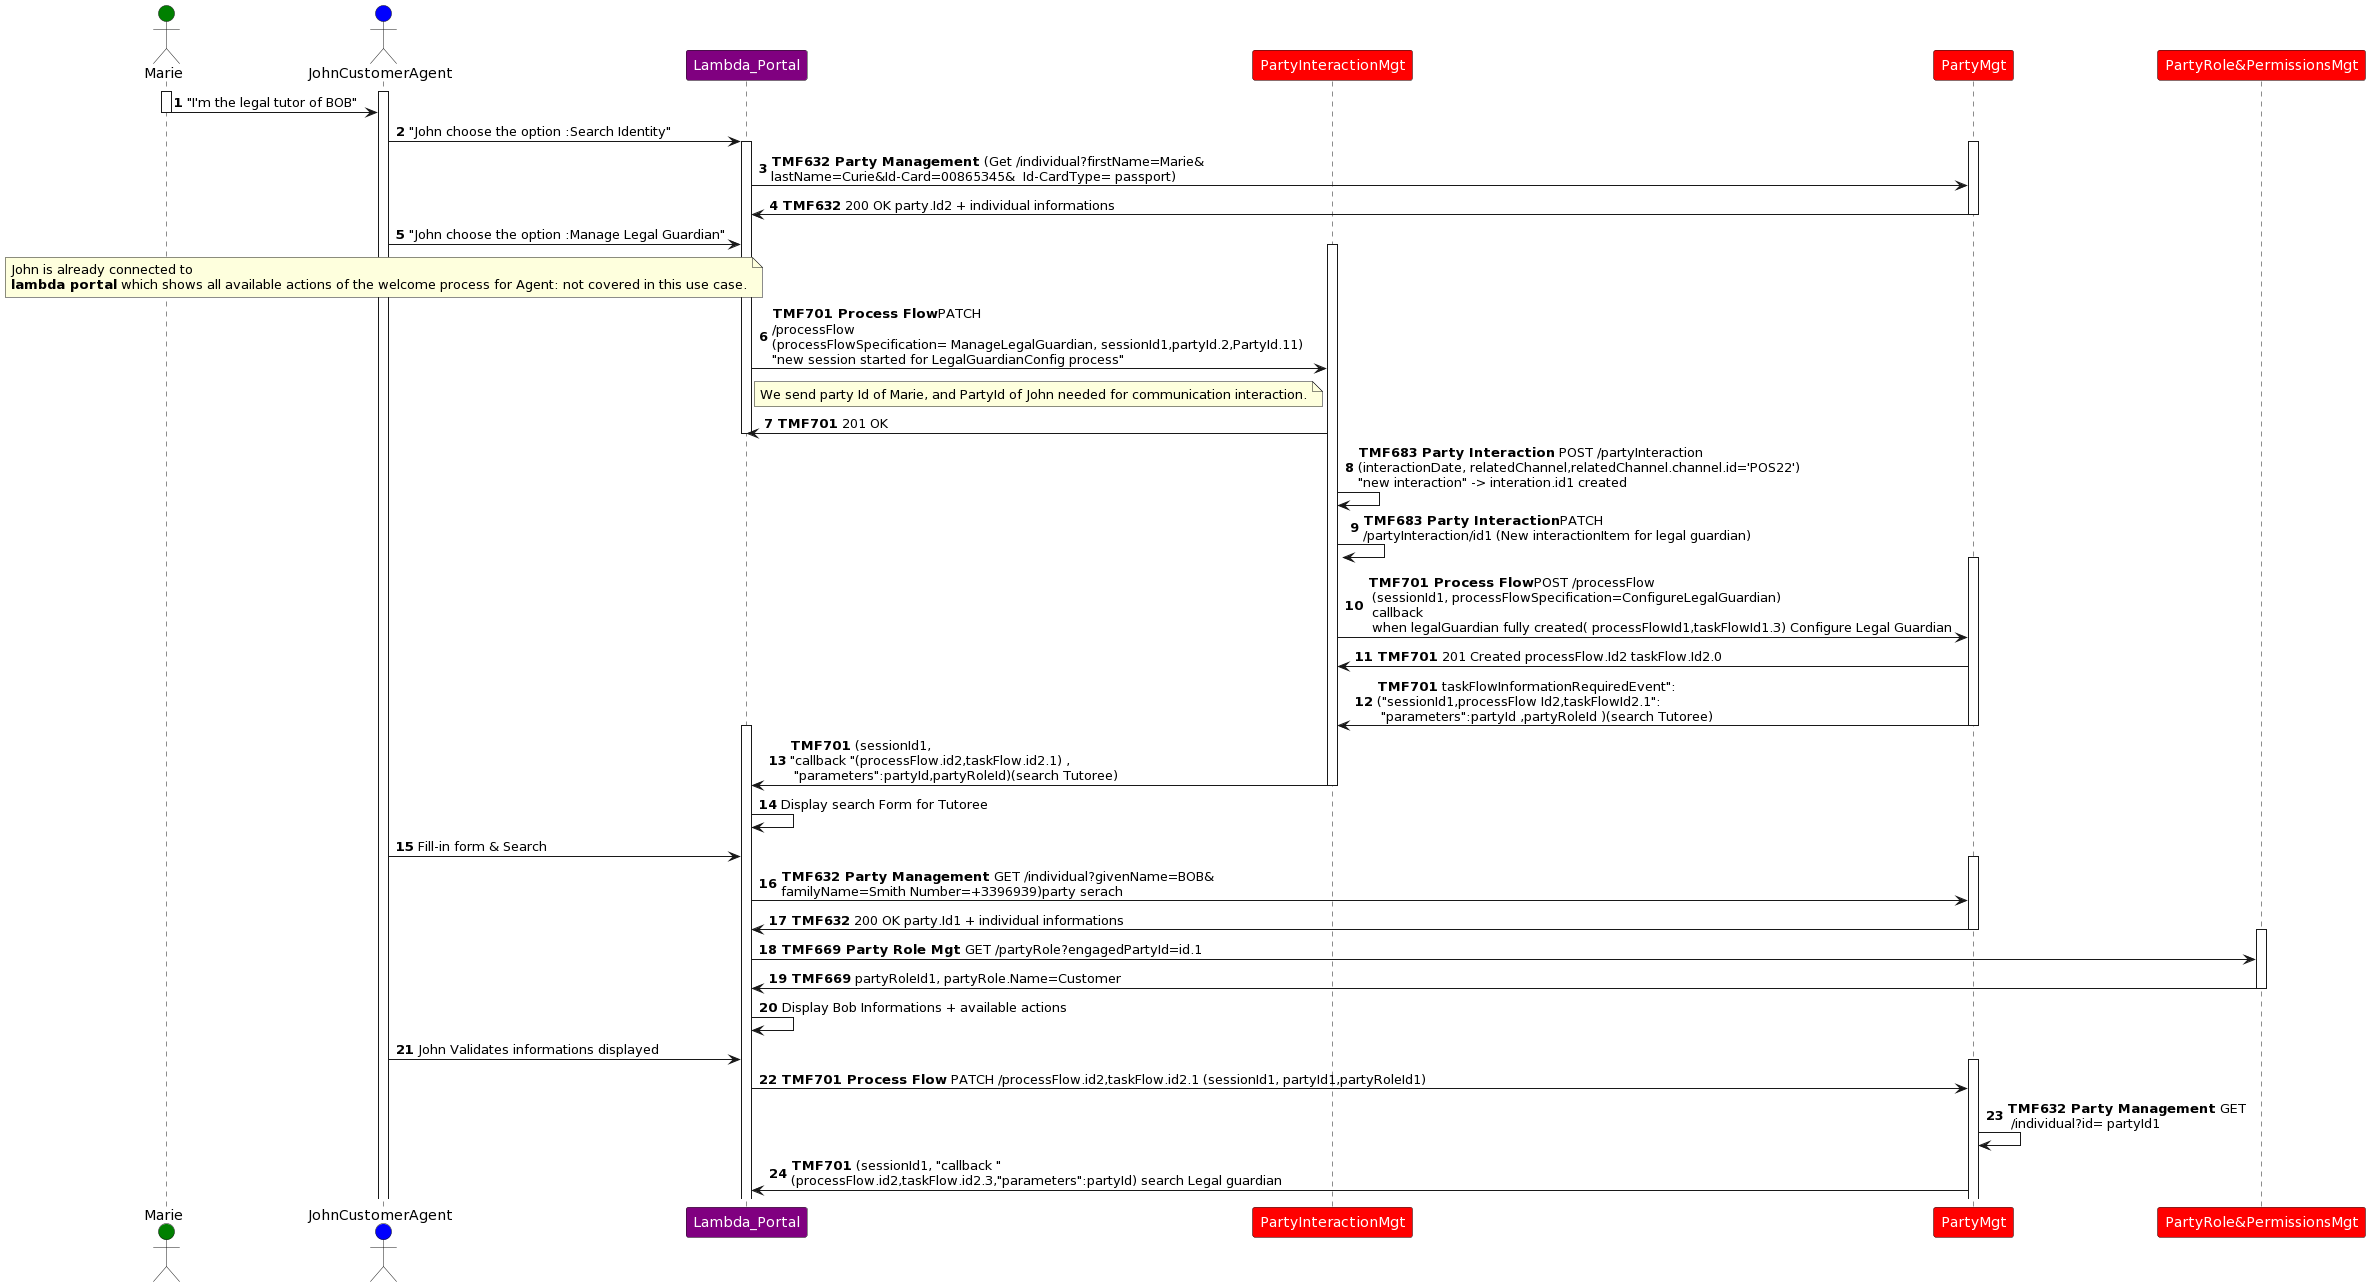 Marie
JohnCustomerAgent
Lambda_Portal
PartyInteractionMgt
PartyMgt
PartyRole&PermissionsMgt
1 "I'm the legal tutor of BOB"
2 "John choose the option :Search Identity"
3 TMF632 Party Management (Get /individual?firstName=Marie&
lastName=Curie&Id-Card=00865345&  Id-CardType= passport)
4 TMF632 200 OK party.Id2 + individual informations
5 "John choose the option :Manage Legal Guardian"
John is already connected to
lambda portal which shows all available actions of the welcome process for Agent: not covered in this use case.
TMF701 Process FlowPATCH
/processFlow
6 (processFlowSpecification= ManageLegalGuardian, sessionId1,partyId.2,PartyId.11)
"new session started for LegalGuardianConfig process"
We send party Id of Marie, and PartyId of John needed for communication interaction.
7 TMF701 201 OK
TMF683 Party Interaction POST /partyInteraction
8 (interactionDate, relatedChannel,relatedChannel.channel.id='POS22')
"new interaction" -> interation.id1 created
9 TMF683 Party InteractionPATCH
/partyInteraction/id1 (New interactionItem for legal guardian)
TMF701 Process FlowPOST /processFlow
(sessionId1, processFlowSpecification=ConfigureLegalGuardian)
10 callback
when legalGuardian fully created( processFlowId1,taskFlowId1.3) Configure Legal Guardian
11 TMF701 201 Created processFlow.Id2 taskFlow.Id2.0
TMF701 taskFlowInformationRequiredEvent":
12 ("sessionId1,processFlow Id2,taskFlowId2.1":
"parameters":partyId ,partyRoleId )(search Tutoree)
TMF701 (sessionId1,
13 "callback "(processFlow.id2,taskFlow.id2.1) ,
"parameters":partyId,partyRoleId)(search Tutoree)
14 Display search Form for Tutoree
15 Fill-in form & Search
16 TMF632 Party Management GET /individual?givenName=BOB&
familyName=Smith Number=+3396939)party serach
17 TMF632 200 OK party.Id1 + individual informations
18 TMF669 Party Role Mgt GET /partyRole?engagedPartyId=id.1
19 TMF669 partyRoleId1, partyRole.Name=Customer
20 Display Bob Informations + available actions
21 John Validates informations displayed
22 TMF701 Process Flow PATCH /processFlow.id2,taskFlow.id2.1 (sessionId1, partyId1,partyRoleId1)
23 TMF632 Party Management GET
/individual?id= partyId1
24 TMF701 (sessionId1, "callback "
(processFlow.id2,taskFlow.id2.3,"parameters":partyId) search Legal guardian
Marie
JohnCustomerAgent
Lambda_Portal
PartyInteractionMgt
PartyMgt
PartyRole&PermissionsMgt